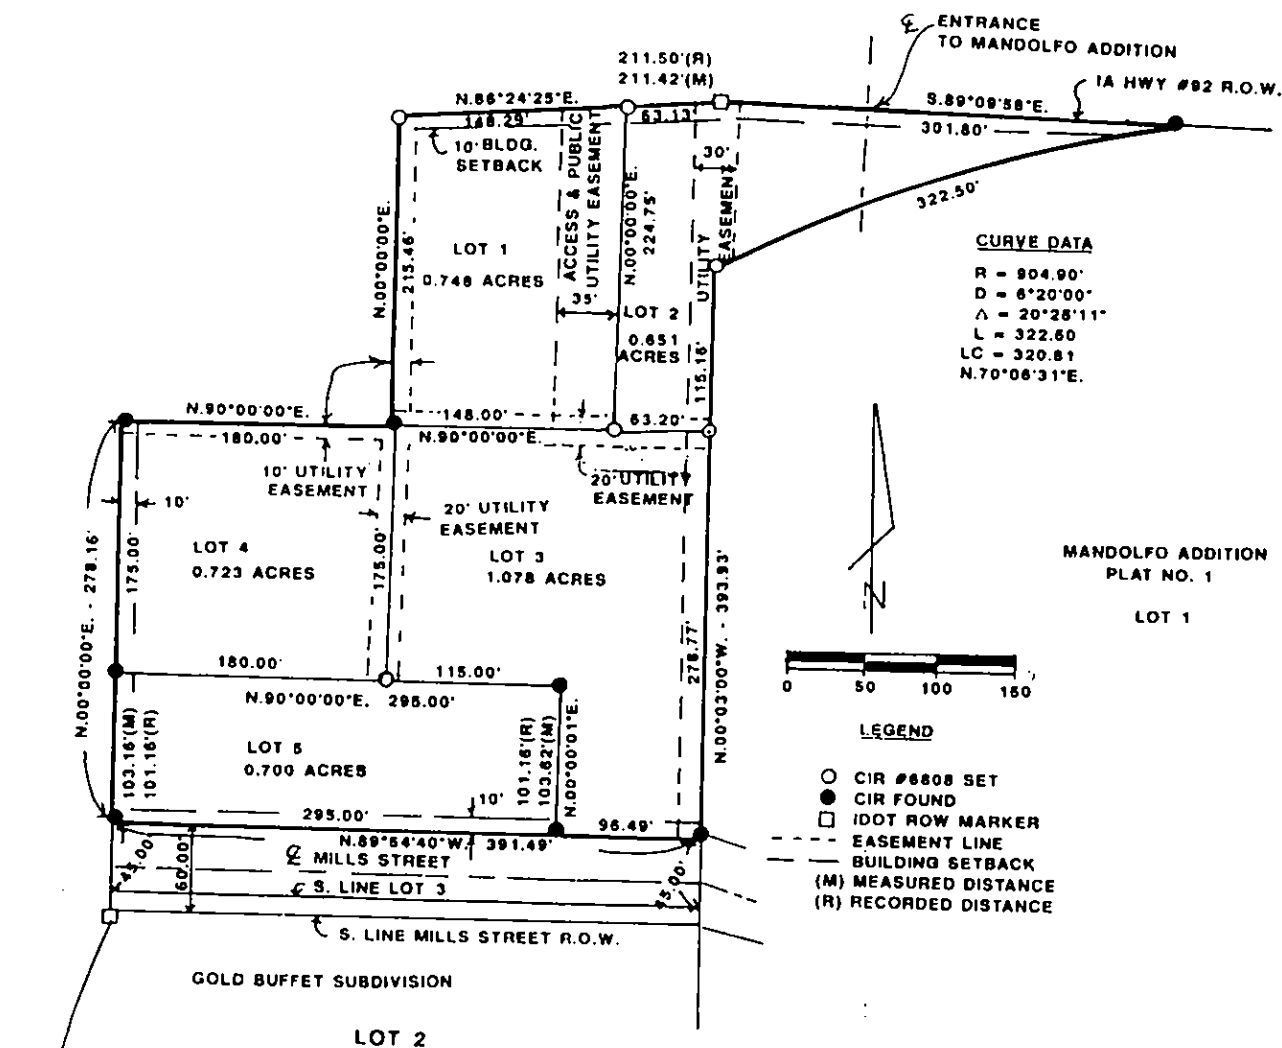 ℄ ENTRANCE
TO MANDOLFO ADDITION
211.50'(R)
211.42'(M)
IA HWY #92 R.O.W.
N.86°24'25"E.
S.89°09'58"E.
148.29'
63.13'
301.80'
10' BLDG.
SETBACK
ACCESS & PUBLIC
UTILITY EASEMENT
30'
UTILITY
EASEMENT
322.50'
N.00°00'00"E.
215.46'
N.00°00'00"E.
224.75'
LOT 1
0.748 ACRES
35'
LOT 2
0.651
ACRES
115.16'
CURVE DATA
R = 904.90'
D = 6°20'00"
Δ = 20°25'11"
L = 322.50
LC = 320.81
N.70°06'31"E.
N.90°00'00"E.
180.00'
148.00'
63.20'
N.90°00'00"E.
10' UTILITY
EASEMENT
20' UTILITY
EASEMENT
10'
20' UTILITY
EASEMENT
N.00°00'00"E. - 278.16'
175.00'
LOT 4
0.723 ACRES
175.00'
LOT 3
1.078 ACRES
278.77'
N.00°03'00"W. - 393.93'
MANDOLFO ADDITION
PLAT NO. 1
LOT 1
N
0 50 100 150
180.00'
115.00'
N.90°00'00"E. 295.00'
103.16'(M)
101.16'(R)
LOT 5
0.700 ACRES
101.16'(R)
103.62'(M)
N.00°00'01"E.
LEGEND
CIR #6808 SET
CIR FOUND
IDOT ROW MARKER
EASEMENT LINE
BUILDING SETBACK
(M) MEASURED DISTANCE
(R) RECORDED DISTANCE
10'
295.00'
96.49'
N.89°54'40"W. 391.49'
45.00'
60.00'
℄ MILLS STREET
45.00'
S. LINE LOT 3
S. LINE MILLS STREET R.O.W.
GOLD BUFFET SUBDIVISION
LOT 2